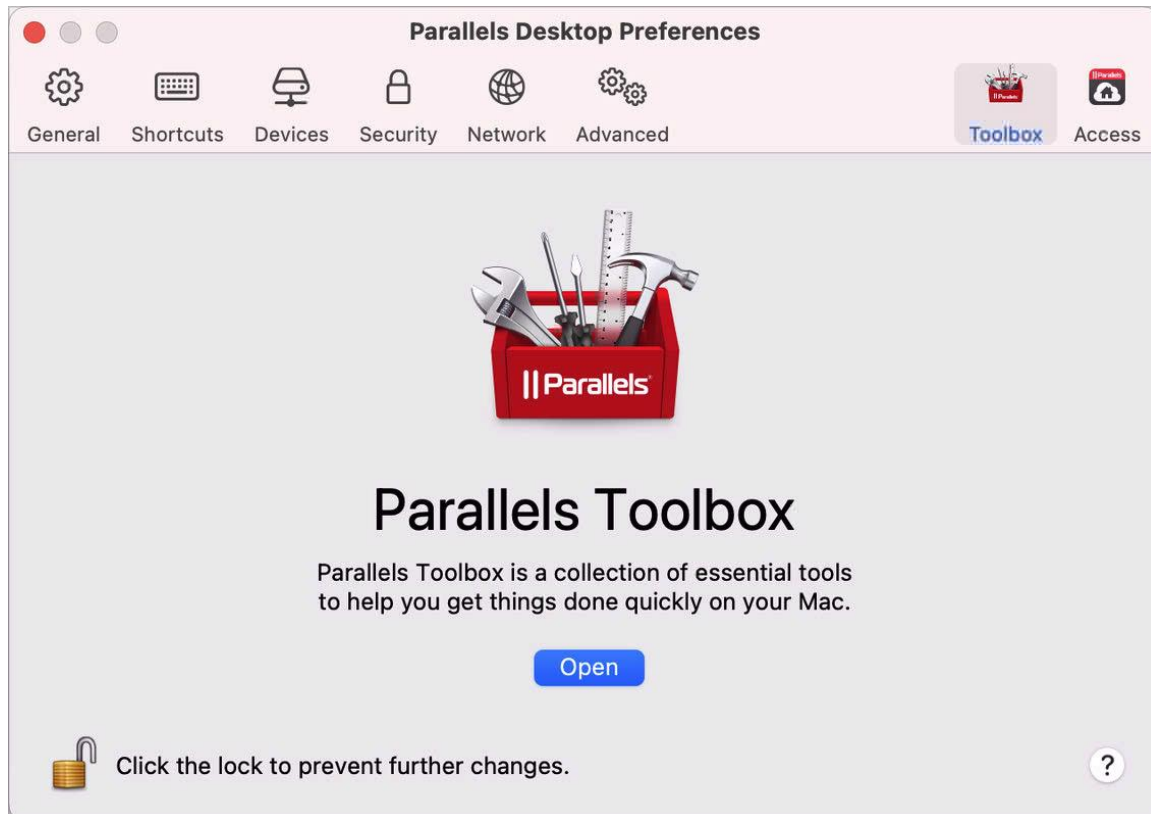 Parallels Desktop Preferences
General Shortcuts Devices Security Network Advanced Toolbox Access
|| Parallels®
Parallels Toolbox
Parallels Toolbox is a collection of essential tools
to help you get things done quickly on your Mac.
Open
Click the lock to prevent further changes.
?